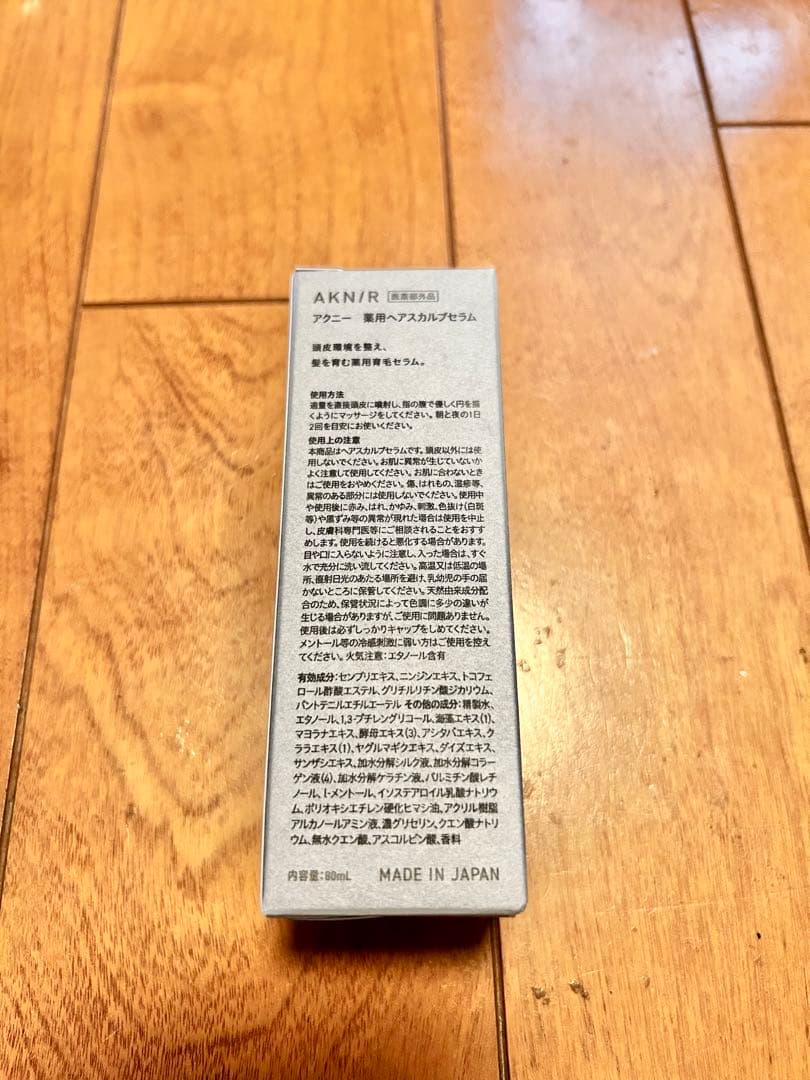 AKN/R 医薬部外品
アクニー 薬用ヘアスカルプセラム
頭皮環境を整え、
髪を育む薬用育毛セラム。
使用方法
適量を直接頭皮に噴射し、指の腹で優しく円を描
くようにマッサージをしてください。朝と夜の1日
2回を目安にお使いください。
使用上の注意
本商品はヘアスカルプセラムです。頭皮以外には使
用しないでください。お肌に異常が生じていないか
よく注意して使用してください。お肌に合わないとき
はご使用をおやめください。傷、はれもの、湿疹等、
異常のある部分には使用しないでください。使用中
や使用後に赤み、はれ、かゆみ、刺激、色抜け(白斑
等)や黒ずみ等の異常が現れた場合は使用を中止
し、皮膚科専門医等にご相談されることをおすす
めします。使用を続けると悪化する場合があります。
目や口に入らないように注意し、入った場合は、すぐ
水で充分に洗い流してください。高温又は低温の場
所、直射日光のあたる場所を避け、乳幼児の手の届
かないところに保管してください。天然由来成分配
合のため、保管状況によって色調に多少の違いが
生じる場合がありますが、ご使用に問題ありません。
使用後は必ずしっかりキャップをしめてください。
メントール等の冷感刺激に弱い方はご使用を控え
てください。火気注意:エタノール含有
有効成分:センブリエキス、ニンジンエキス、トコフェ
ロール酢酸エステル、グリチルリチン酸ジカリウム、
パントテニルエチルエーテル その他の成分:精製水、
エタノール、1,3-ブチレングリコール、海藻エキス(1)、
マヨラナエキス、酵母エキス(3)、アシタバエキス、ク
ララエキス(1)、ヤグルマギクエキス、ダイズエキス、
サンザシエキス、加水分解シルク液、加水分解コラー
ゲン液(4)、加水分解ケラチン液、パルミチン酸レチ
ノール、l-メントール、イソステアロイル乳酸ナトリウ
ム、ポリオキシエチレン硬化ヒマシ油、アクリル樹脂
アルカノールアミン液、濃グリセリン、クエン酸ナトリ
ウム、無水クエン酸、アスコルビン酸、香料
内容量:80mL MADE IN JAPAN